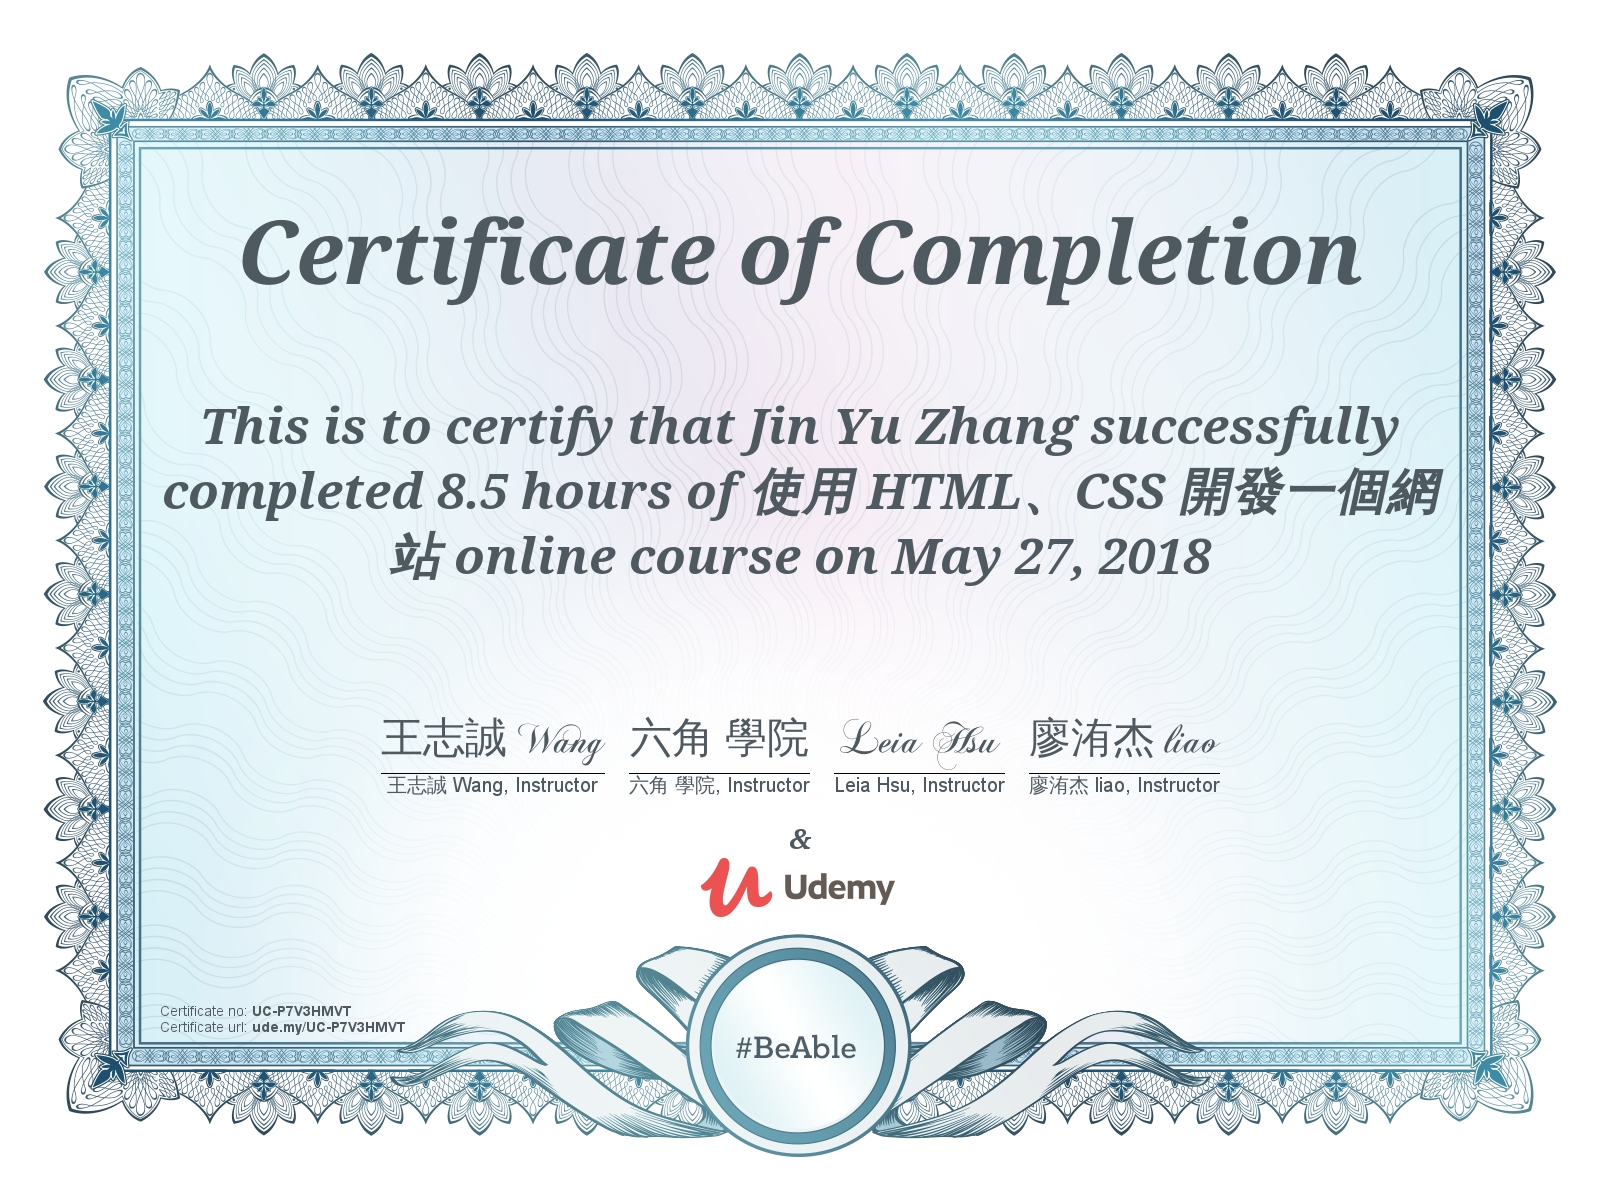 Certificate of Completion
This is to certify that Jin Yu Zhang successfully
completed 8.5 hours of 使用 HTML、CSS 開發一個網
站 online course on May 27, 2018
王志誠 Wang 六角 學院 Leia Hsu 廖洧杰 liao
王志誠 Wang, Instructor 六角 學院, Instructor Leia Hsu, Instructor 廖洧杰 liao, Instructor
&
Udemy
Certificate no: UC-P7V3HMVT
Certificate url: ude.my/UC-P7V3HMVT
#BeAble